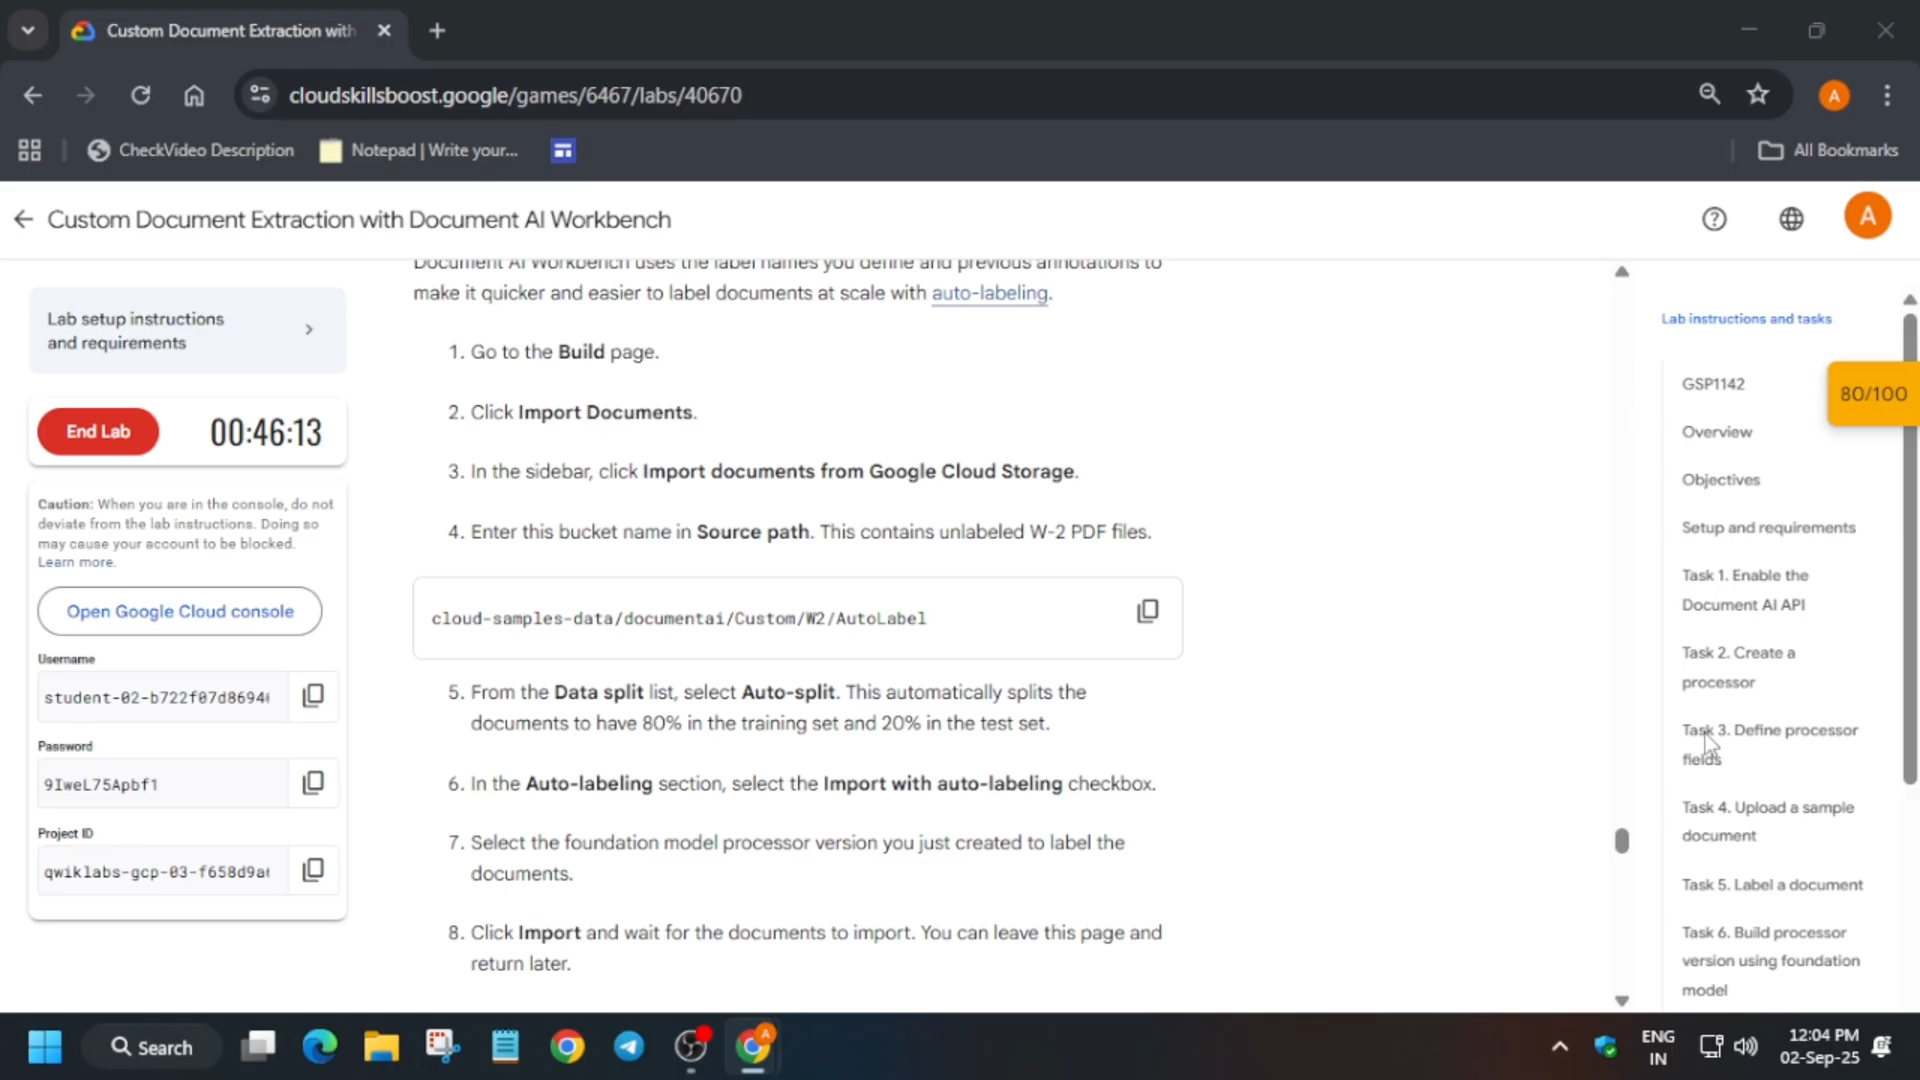 Custom Document Extraction with
cloudskillsboost.google/games/6467/labs/40670
A
CheckVideo Description
Notepad | Write your...
All Bookmarks
Custom Document Extraction with Document AI Workbench
A
Lab setup instructions
and requirements
End Lab
00:46:13
Caution: When you are in the console, do not
deviate from the lab instructions. Doing so
may cause your account to be blocked.
Learn more.
Open Google Cloud console
Username
student-02-b722f07d8694
Password
9IweL75Apbf1
Project ID
qwiklabs-gcp-03-f658d9a
Document AI Workbench uses the label names you define and previous annotations to
make it quicker and easier to label documents at scale with auto-labeling.
1. Go to the Build page.
2. Click Import Documents.
3. In the sidebar, click Import documents from Google Cloud Storage.
4. Enter this bucket name in Source path. This contains unlabeled W-2 PDF files.
cloud-samples-data/documentai/Custom/W2/AutoLabel
5. From the Data split list, select Auto-split. This automatically splits the
documents to have 80% in the training set and 20% in the test set.
6. In the Auto-labeling section, select the Import with auto-labeling checkbox.
7. Select the foundation model processor version you just created to label the
documents.
8. Click Import and wait for the documents to import. You can leave this page and
return later.
Lab instructions and tasks
GSP1142
80/100
Overview
Objectives
Setup and requirements
Task 1. Enable the
Document AI API
Task 2. Create a
processor
Task 3. Define processor
fields
Task 4. Upload a sample
document
Task 5. Label a document
Task 6. Build processor
version using foundation
model
Search
A
ENG
IN
12:04 PM
02-Sep-25